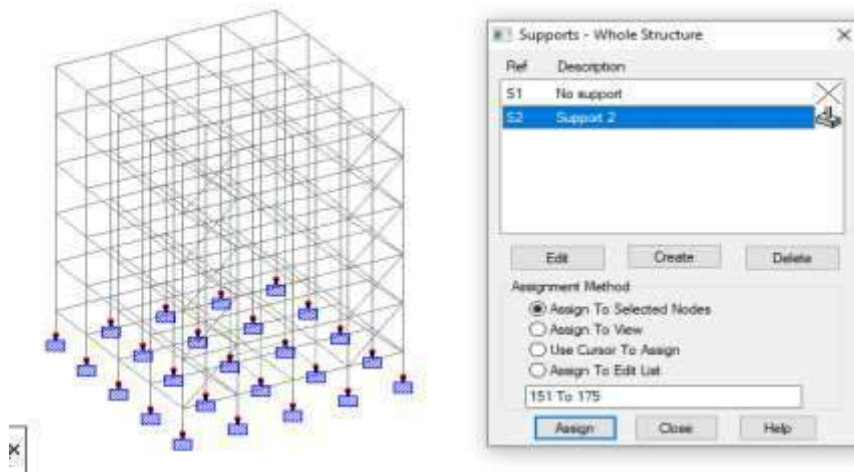 Supports - Whole Structure
Ref Description
S1 No support
S2 Support 2
Edit Create Delete
Assignment Method
Assign To Selected Nodes
Assign To View
Use Cursor To Assign
Assign To Edit List
151 To 175
Assign Close Help